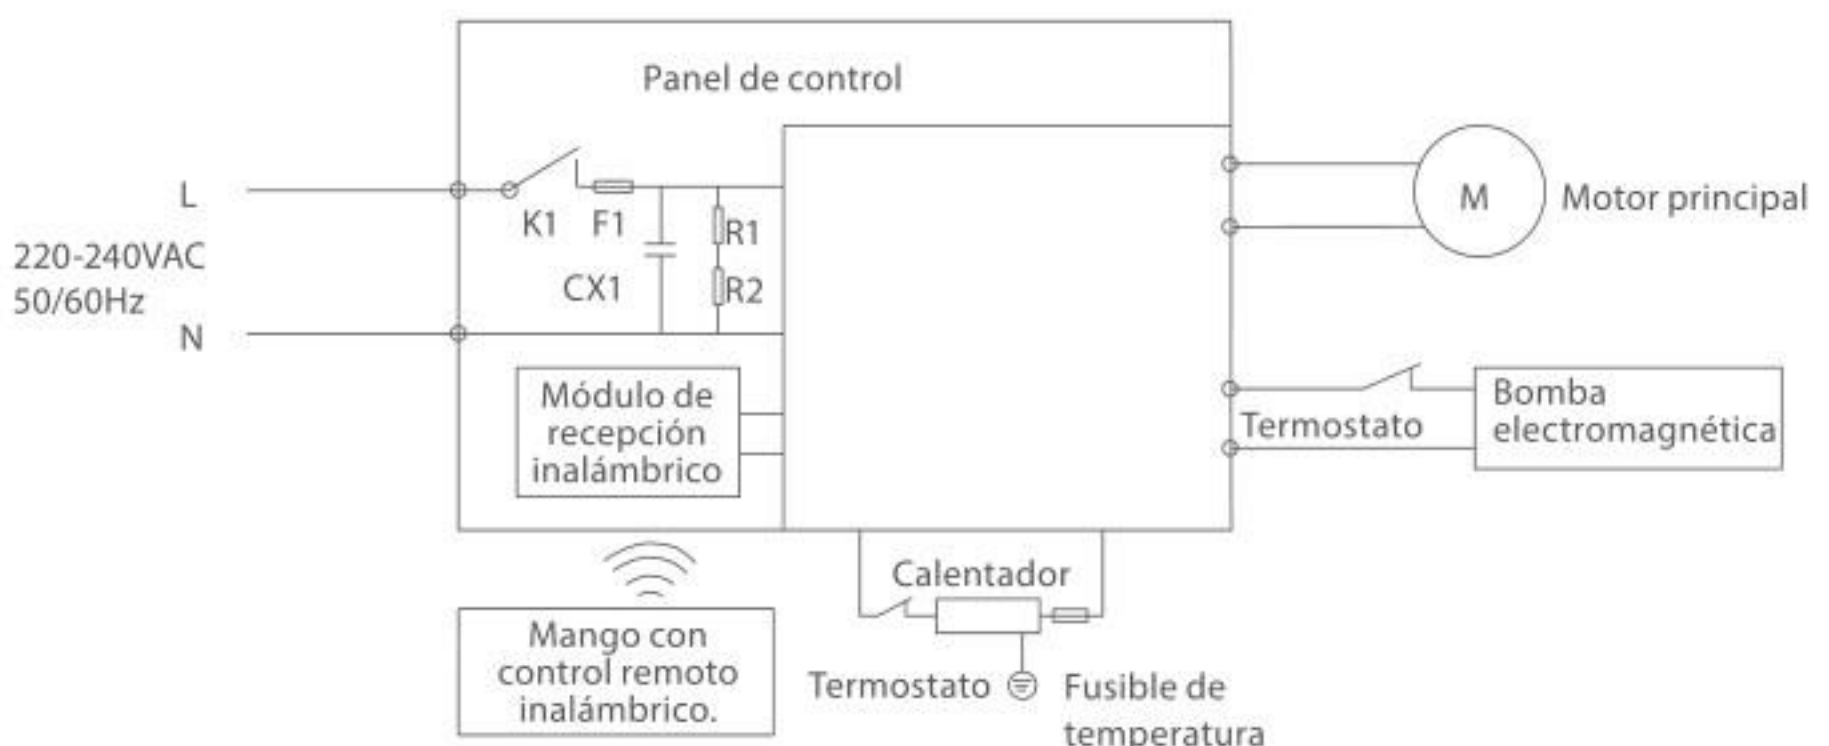 Panel de control
L
220-240VAC
50/60Hz
N
K1
F1
CX1
R1
R2
Módulo de
recepción
inalámbrico
M
Motor principal
Termostato
Bomba
electromagnética
Mango con
control remoto
inalámbrico.
Calentador
Termostato
Fusible de
temperatura